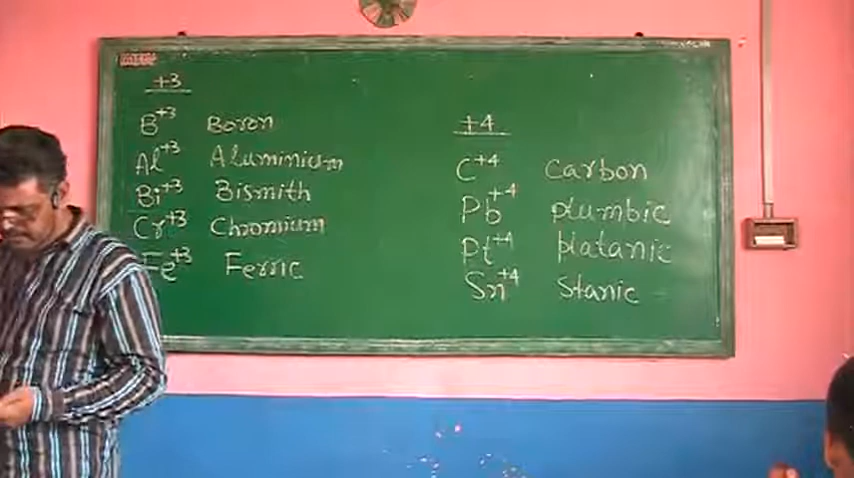 +3
B+3 Boron
Al+3 Aluminium
Bi+3 Bismith
Cr+3 Chromium
Fe+3 Ferric
+4
C+4 Carbon
Pb+4 plumbic
Pt+4 platanic
Sn+4 Stanic